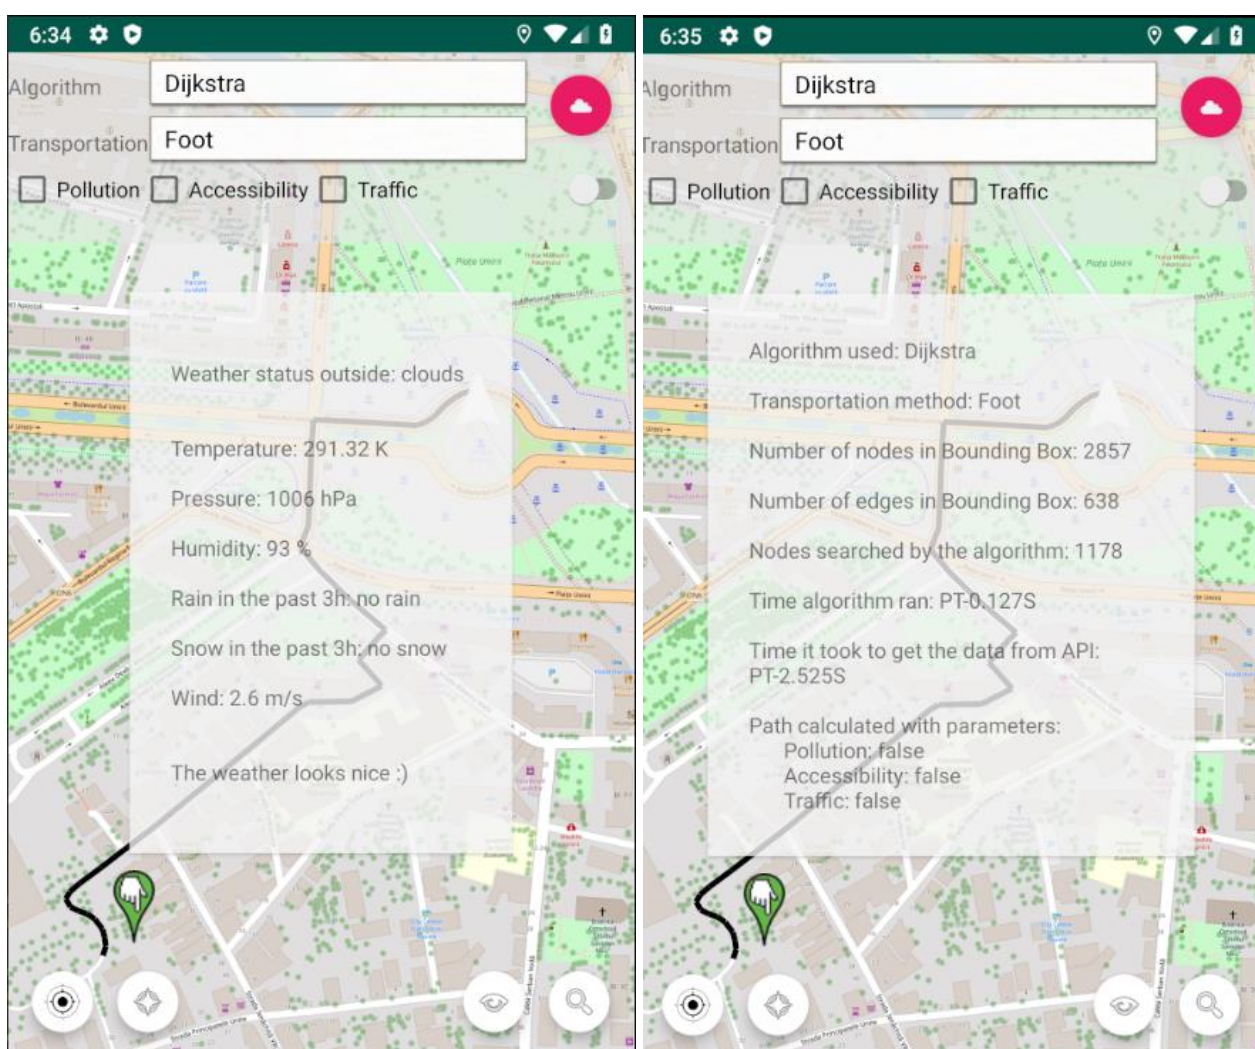 6:34
Algorithm
Dijkstra
Transportation
Foot
Pollution
Accessibility
Traffic
Piața Unirii
Weather status outside: clouds
Temperature: 291.32 K
Pressure: 1006 hPa
Humidity: 93 %
Rain in the past 3h: no rain
Snow in the past 3h: no snow
Wind: 2.6 m/s
The weather looks nice :)
6:35
Algorithm
Dijkstra
Transportation
Foot
Pollution
Accessibility
Traffic
Piața Unirii
Algorithm used: Dijkstra
Transportation method: Foot
Number of nodes in Bounding Box: 2857
Number of edges in Bounding Box: 638
Nodes searched by the algorithm: 1178
Time algorithm ran: PT-0.127S
Time it took to get the data from API:
PT-2.525S
Path calculated with parameters:
Pollution: false
Accessibility: false
Traffic: false